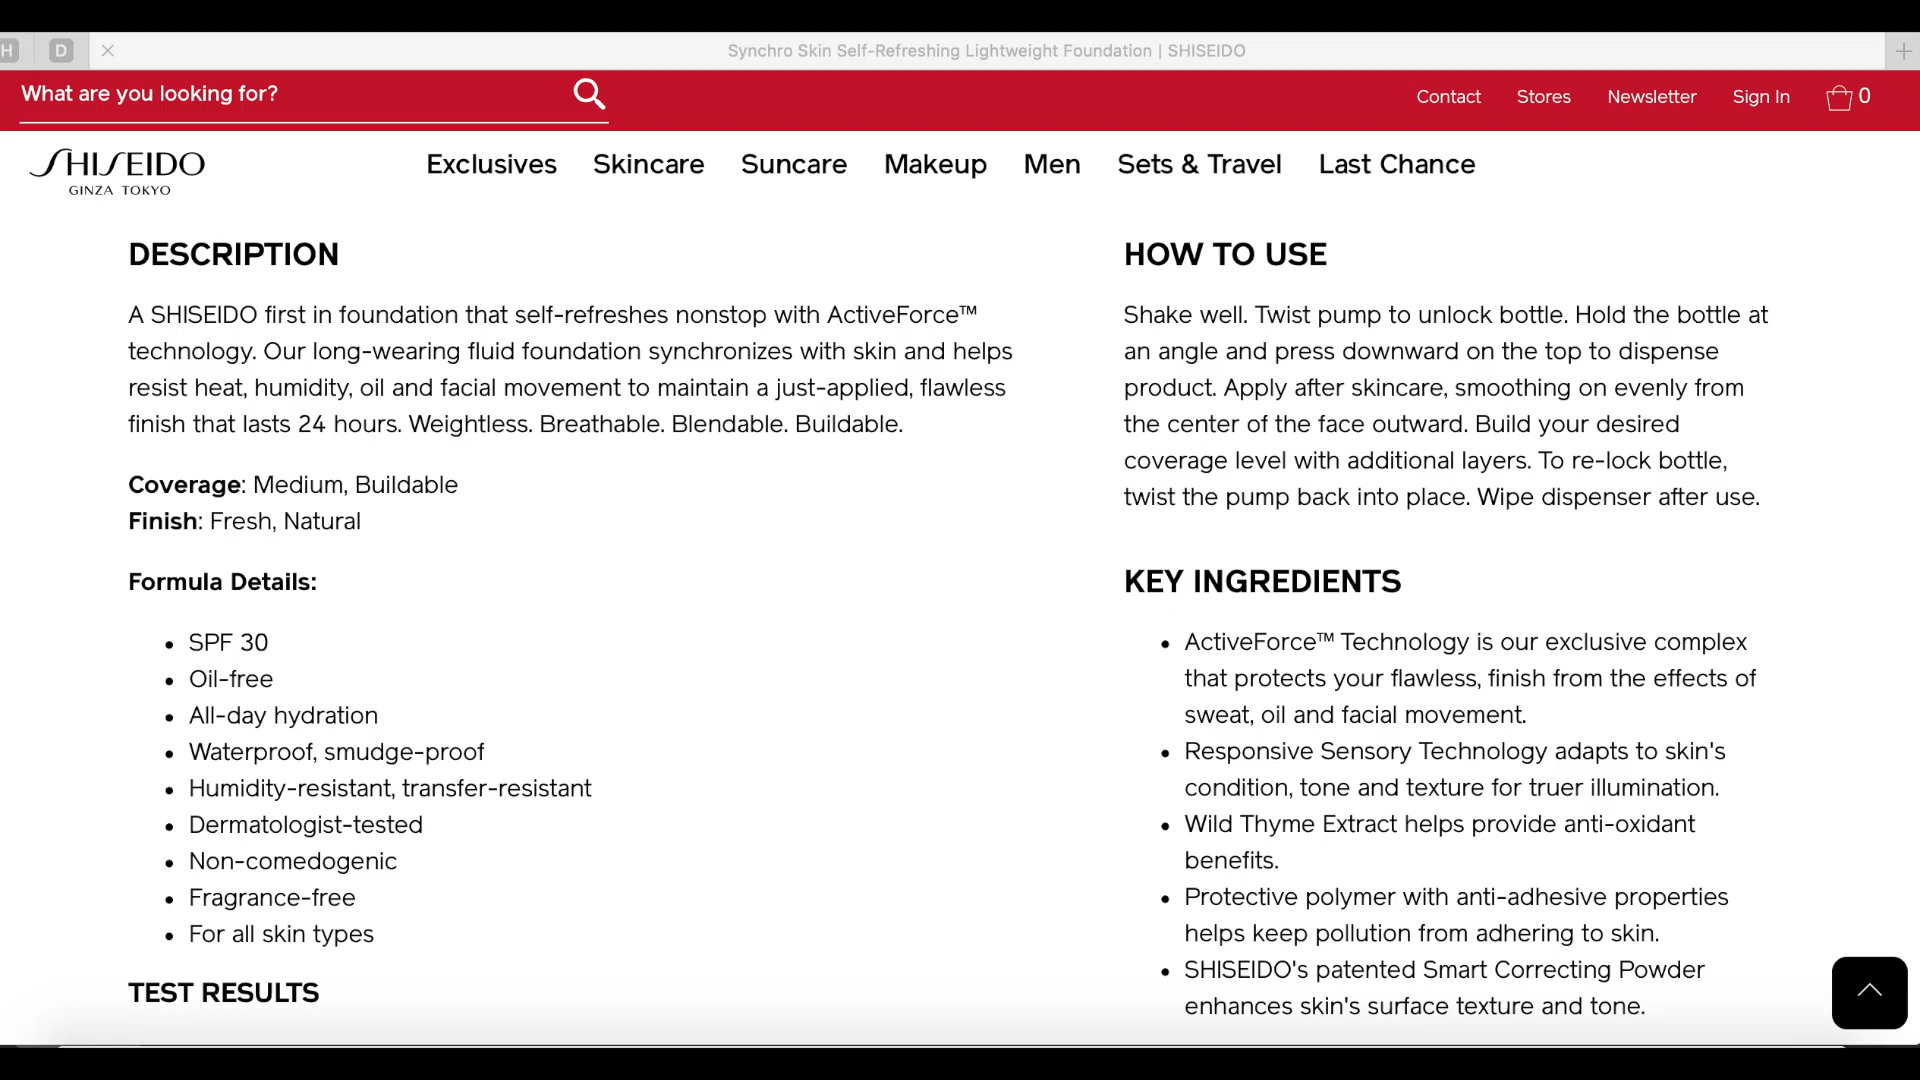 H
D
Synchro Skin Self-Refreshing Lightweight Foundation | SHISEIDO
What are you looking for?
Contact
Stores
Newsletter
Sign In
0
SHISEIDO
GINZA TOKYO
Exclusives
Skincare
Suncare
Makeup
Men
Sets & Travel
Last Chance
DESCRIPTION
A SHISEIDO first in foundation that self-refreshes nonstop with ActiveForce™
technology. Our long-wearing fluid foundation synchronizes with skin and helps
resist heat, humidity, oil and facial movement to maintain a just-applied, flawless
finish that lasts 24 hours. Weightless. Breathable. Blendable. Buildable.
Coverage: Medium, Buildable
Finish: Fresh, Natural
Formula Details:
• SPF 30
• Oil-free
• All-day hydration
• Waterproof, smudge-proof
• Humidity-resistant, transfer-resistant
• Dermatologist-tested
• Non-comedogenic
• Fragrance-free
• For all skin types
TEST RESULTS
HOW TO USE
Shake well. Twist pump to unlock bottle. Hold the bottle at
an angle and press downward on the top to dispense
product. Apply after skincare, smoothing on evenly from
the center of the face outward. Build your desired
coverage level with additional layers. To re-lock bottle,
twist the pump back into place. Wipe dispenser after use.
KEY INGREDIENTS
• ActiveForce™ Technology is our exclusive complex
that protects your flawless, finish from the effects of
sweat, oil and facial movement.
• Responsive Sensory Technology adapts to skin's
condition, tone and texture for truer illumination.
• Wild Thyme Extract helps provide anti-oxidant
benefits.
• Protective polymer with anti-adhesive properties
helps keep pollution from adhering to skin.
• SHISEIDO's patented Smart Correcting Powder
enhances skin's surface texture and tone.